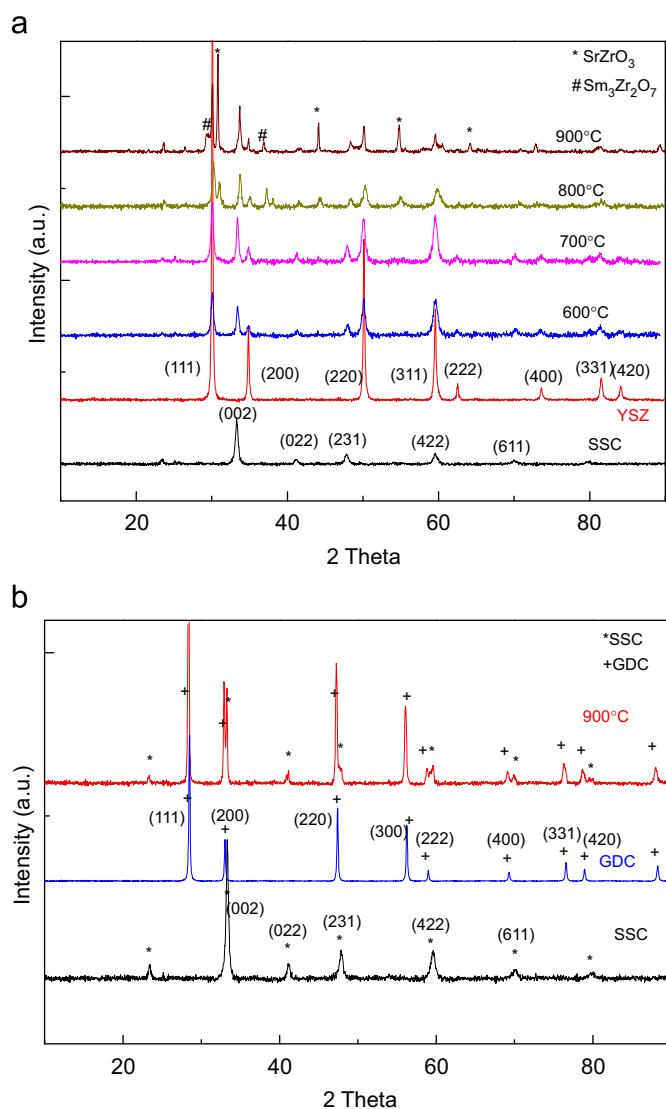 a
* SrZrO₃
# Sm₃Zr₂O₇
*
#
#
*
*
*
900°C
800°C
700°C
600°C
(111)
(200)
(220)
(311)
(222)
(400)
(331)
(420)
YSZ
(002)
(022)
(231)
(422)
(611)
SSC
Intensity (a.u.)
20 40 60 80
2 Theta
b
*SSC
+GDC
900°C
* + + * * + * + + * + * + + * +
(111)
(200)
(220)
(300)
(222)
(400)
(331)
(420)
+ + + + + + + + +
GDC
(002)
(022)
(231)
(422)
(611)
SSC
* * * * * * *
Intensity (a.u.)
20 40 60 80
2 Theta